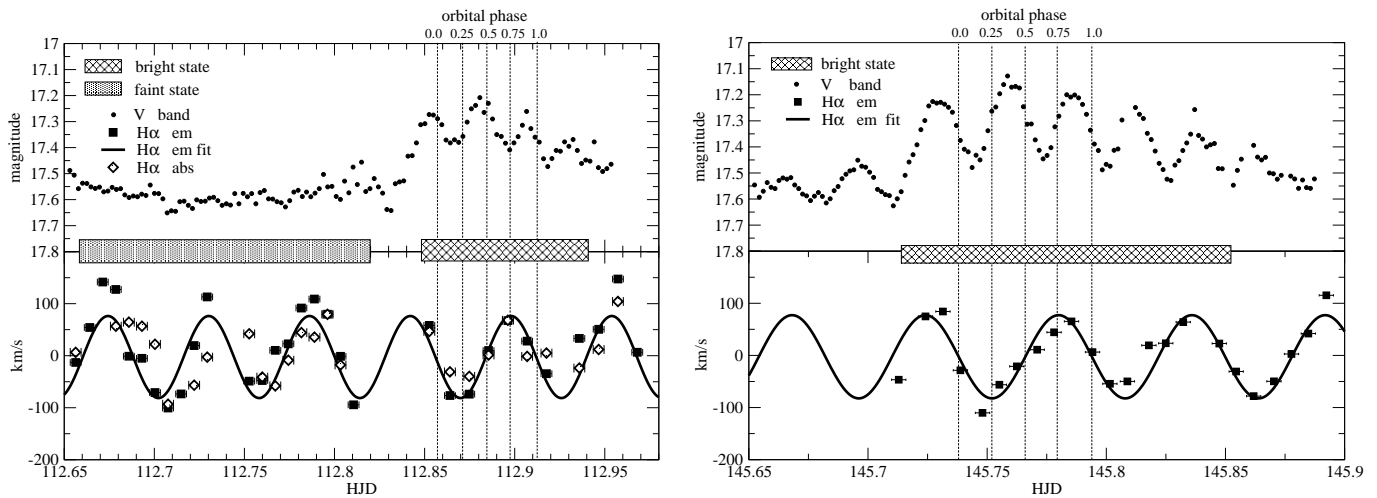 orbital phase
0.0 0.25 0.5 0.75 1.0
17
17.1
17.2
17.3
17.4
17.5
17.6
17.7
17.8
magnitude
bright state
faint state
V band
Hα em
Hα em fit
Hα abs
100
0
-100
-200
km/s
112.65 112.7 112.75 112.8 112.85 112.9 112.95
HJD
orbital phase
0.0 0.25 0.5 0.75 1.0
17
17.1
17.2
17.3
17.4
17.5
17.6
17.7
17.8
magnitude
bright state
V band
Hα em
Hα em fit
100
0
-100
-200
km/s
145.65 145.7 145.75 145.8 145.85 145.9
HJD